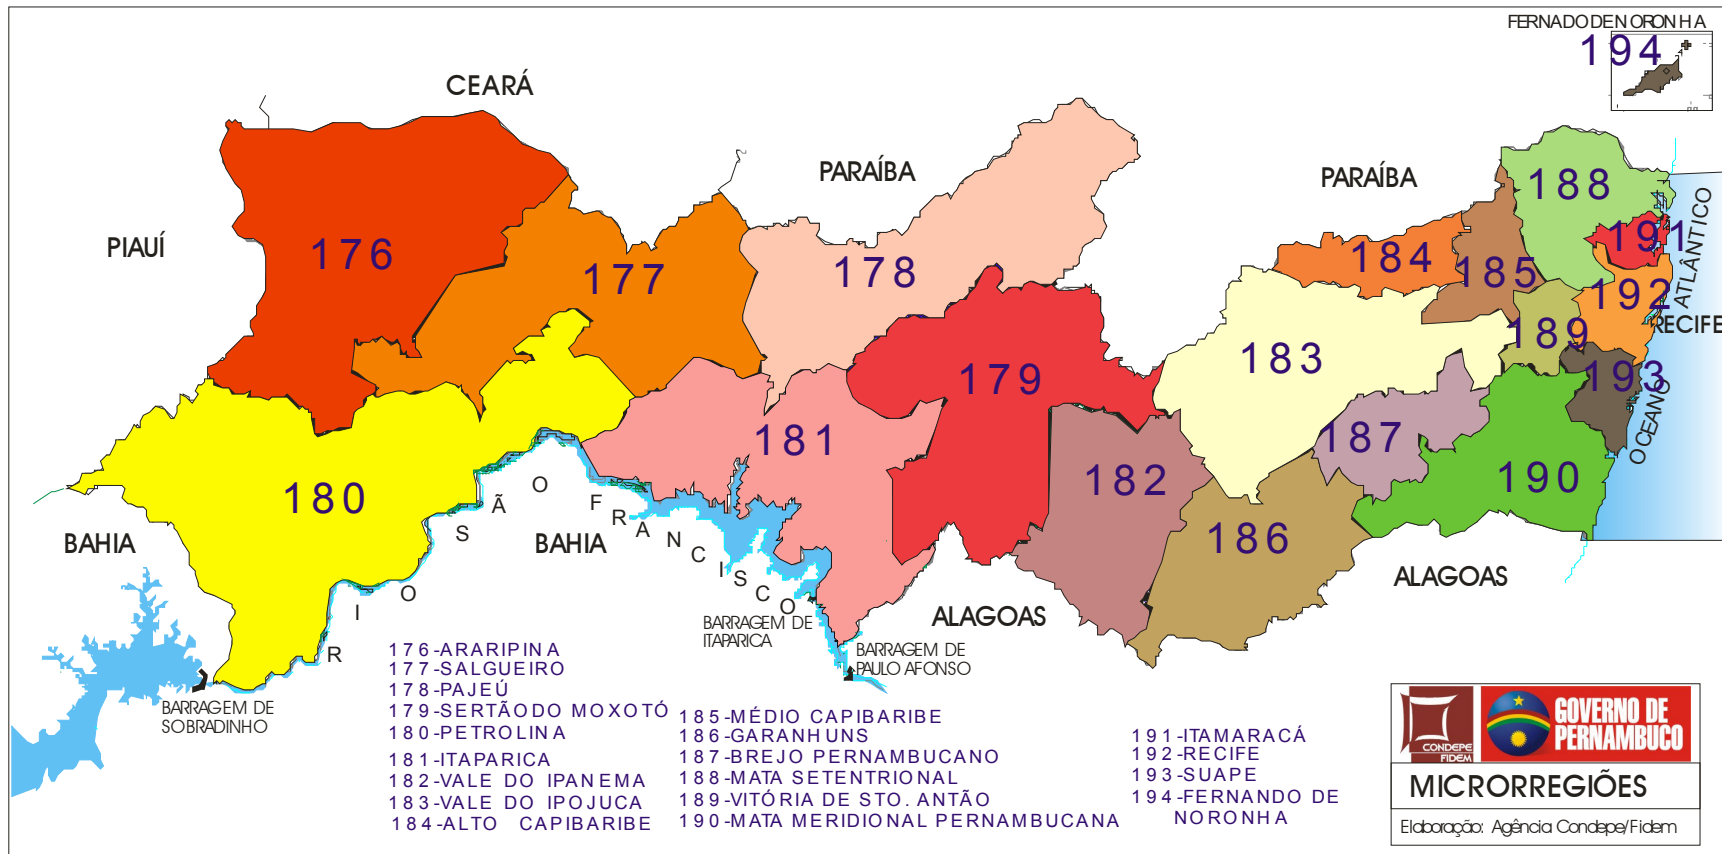 FERNADODENORONHA
194
CEARÁ
PARAÍBA
PARAÍBA
PIAUÍ
188
176
177
178
184
185
191
192
ATLÂNTICO
RECIFE
189
183
179
193
OCEANO
181
187
180
182
190
186
BAHIA
BAHIA
RIO SÃO FRANCISCO
ALAGOAS
ALAGOAS
BARRAGEM DE
ITAPARICA
BARRAGEM DE
PAULO AFONSO
BARRAGEM DE
SOBRADINHO
176-ARARIPINA
177-SALGUEIRO
178-PAJEÚ
179-SERTÃODO MOXOTÓ
180-PETROLINA
181-ITAPARICA
182-VALE DO IPANEMA
183-VALE DO IPOJUCA
184-ALTO CAPIBARIBE
185-MÉDIO CAPIBARIBE
186-GARANHUNS
187-BREJO PERNAMBUCANO
188-MATA SETENTRIONAL
189-VITÓRIA DE STO. ANTÃO
190-MATA MERIDIONAL PERNAMBUCANA
191-ITAMARACÁ
192-RECIFE
193-SUAPE
194-FERNANDO DE
NORONHA
CONDEPE
FIDEM
GOVERNO DE
PERNAMBUCO
MICRORREGIÕES
Elaboração: Agência Condepe/Fidem